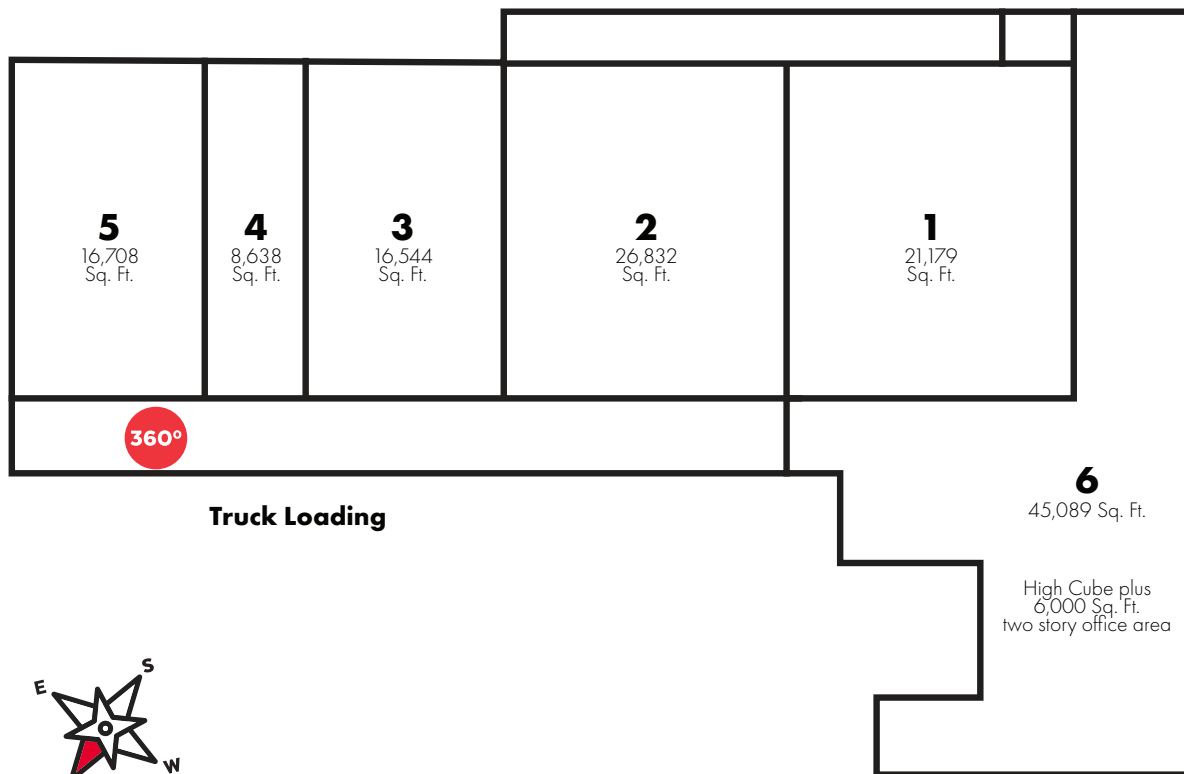 5
16,708
Sq. Ft.
4
8,638
Sq. Ft.
3
16,544
Sq. Ft.
2
26,832
Sq. Ft.
1
21,179
Sq. Ft.
360°
Truck Loading
6
45,089 Sq. Ft.
High Cube plus
6,000 Sq. Ft.
two story office area
S
E
W